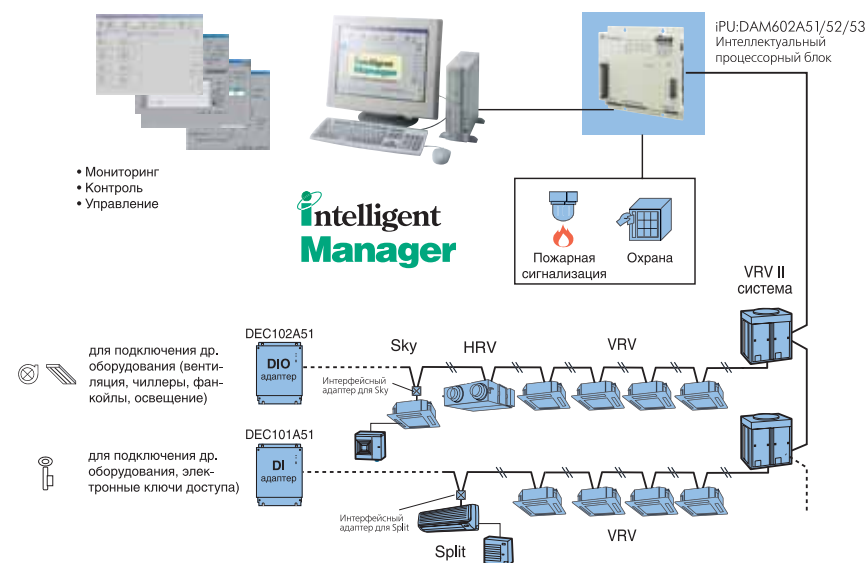 iPU:DAM602A51/52/53
Интеллектуальный
процессорный блок
Intelligent
Manager
• Мониторинг
• Контроль
• Управление
intelligent
Manager
Пожарная
сигнализация
Охрана
VRV II
система
DEC102A51
для подключения др.
оборудования (венти-
ляция, чиллеры, фан-
койлы, освещение)
DIO
адаптер
Sky
HRV
VRV
Интерфейсный
адаптер для Sky
DEC101A51
для подключения др.
оборудования, элек-
тронные ключи доступа)
DI
адаптер
Интерфейсный
адаптер для Split
Split
VRV